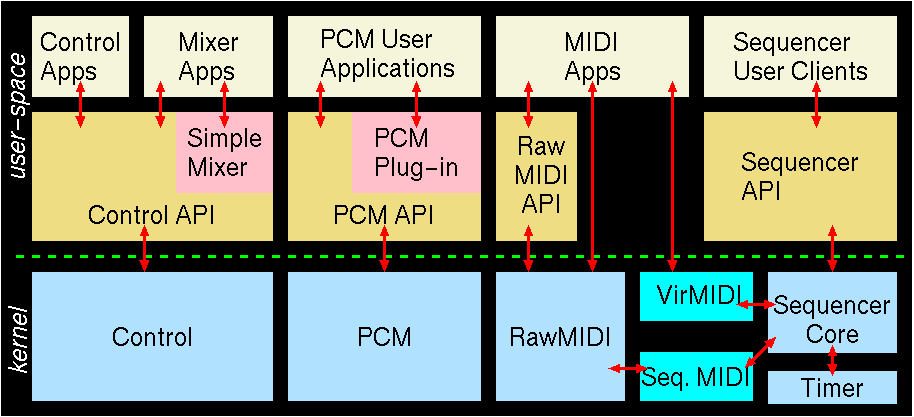 user-space
Control
Apps
Mixer
Apps
PCM User
Applications
MIDI
Apps
Sequencer
User Clients
Simple
Mixer
Control API
PCM
Plug-in
PCM API
Raw
MIDI
API
Sequencer
API
kernel
Control
PCM
RawMIDI
VirMIDI
Seq. MIDI
Sequencer
Core
Timer